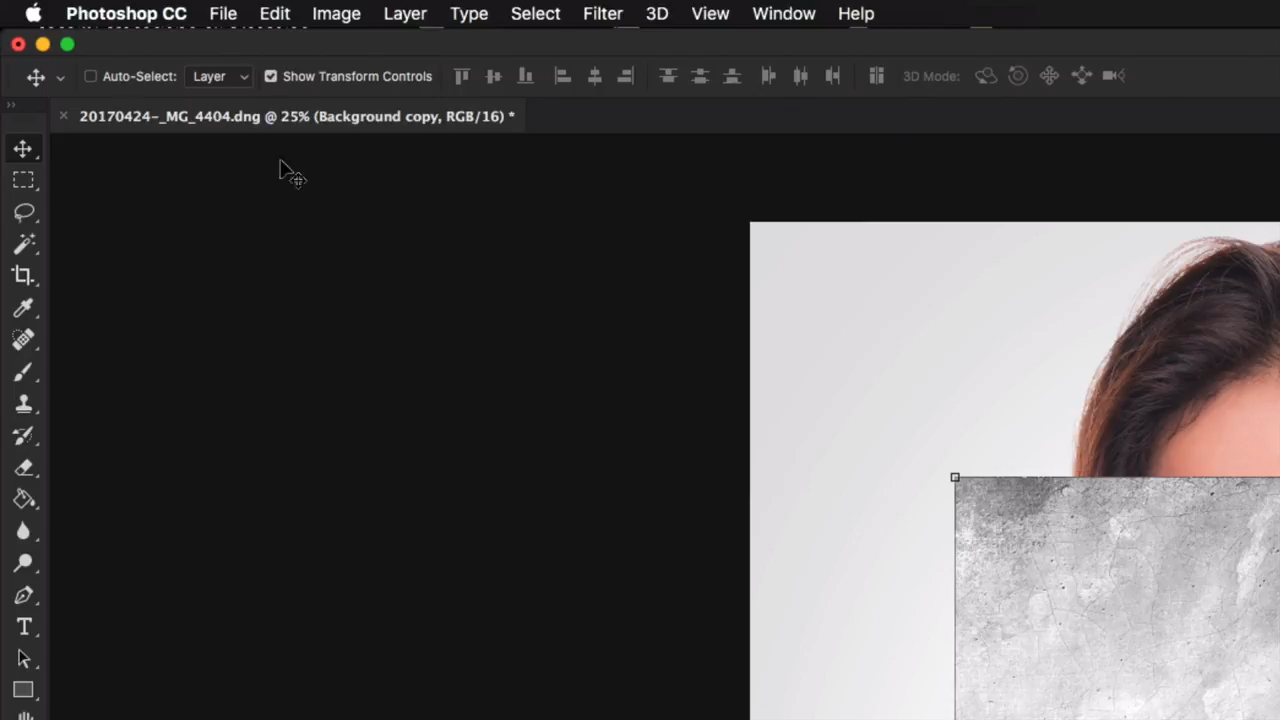 Photoshop CC File Edit Image Layer Type Select Filter 3D View Window Help
Auto-Select: Layer Show Transform Controls 3D Mode:
20170424-_MG_4404.dng @ 25% (Background copy, RGB/16) *